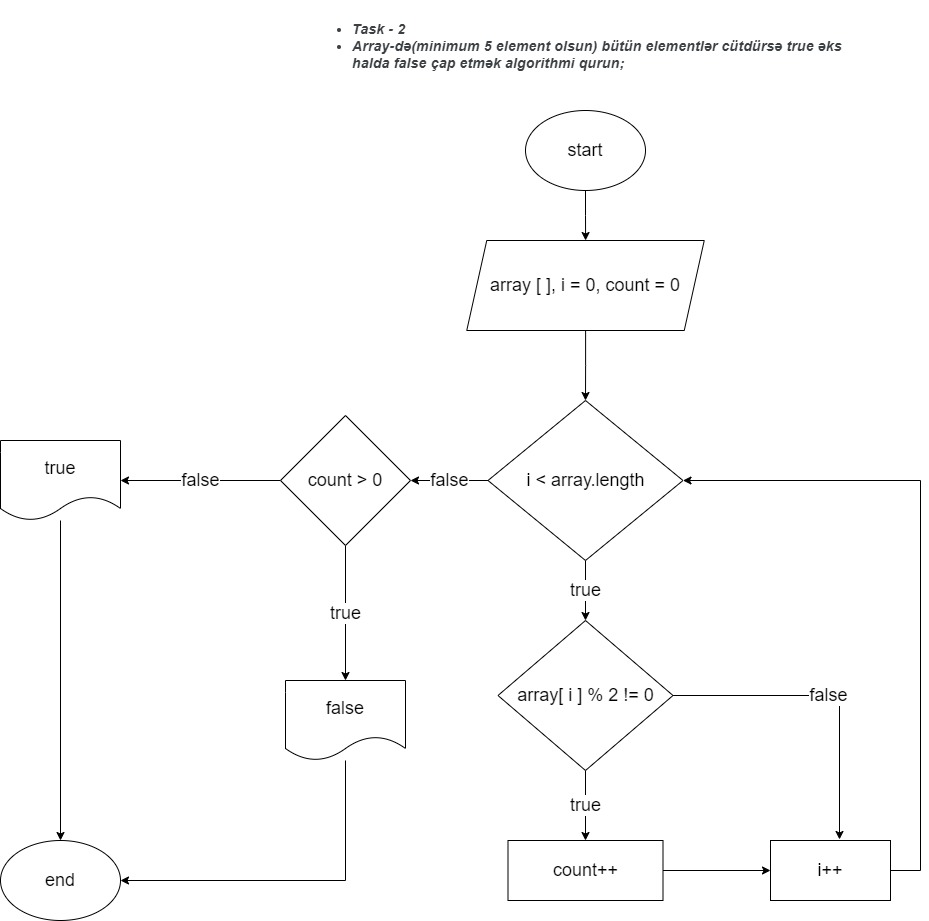 Task - 2
Array-də(minimum 5 element olsun) bütün elementlər cütdürsə true əks
halda false çap etmək algorithmi qurun;
start
array [ ], i = 0, count = 0
i < array.length
false
count > 0
false
true
true
true
array[ i ] % 2 != 0
false
false
true
count++
i++
end